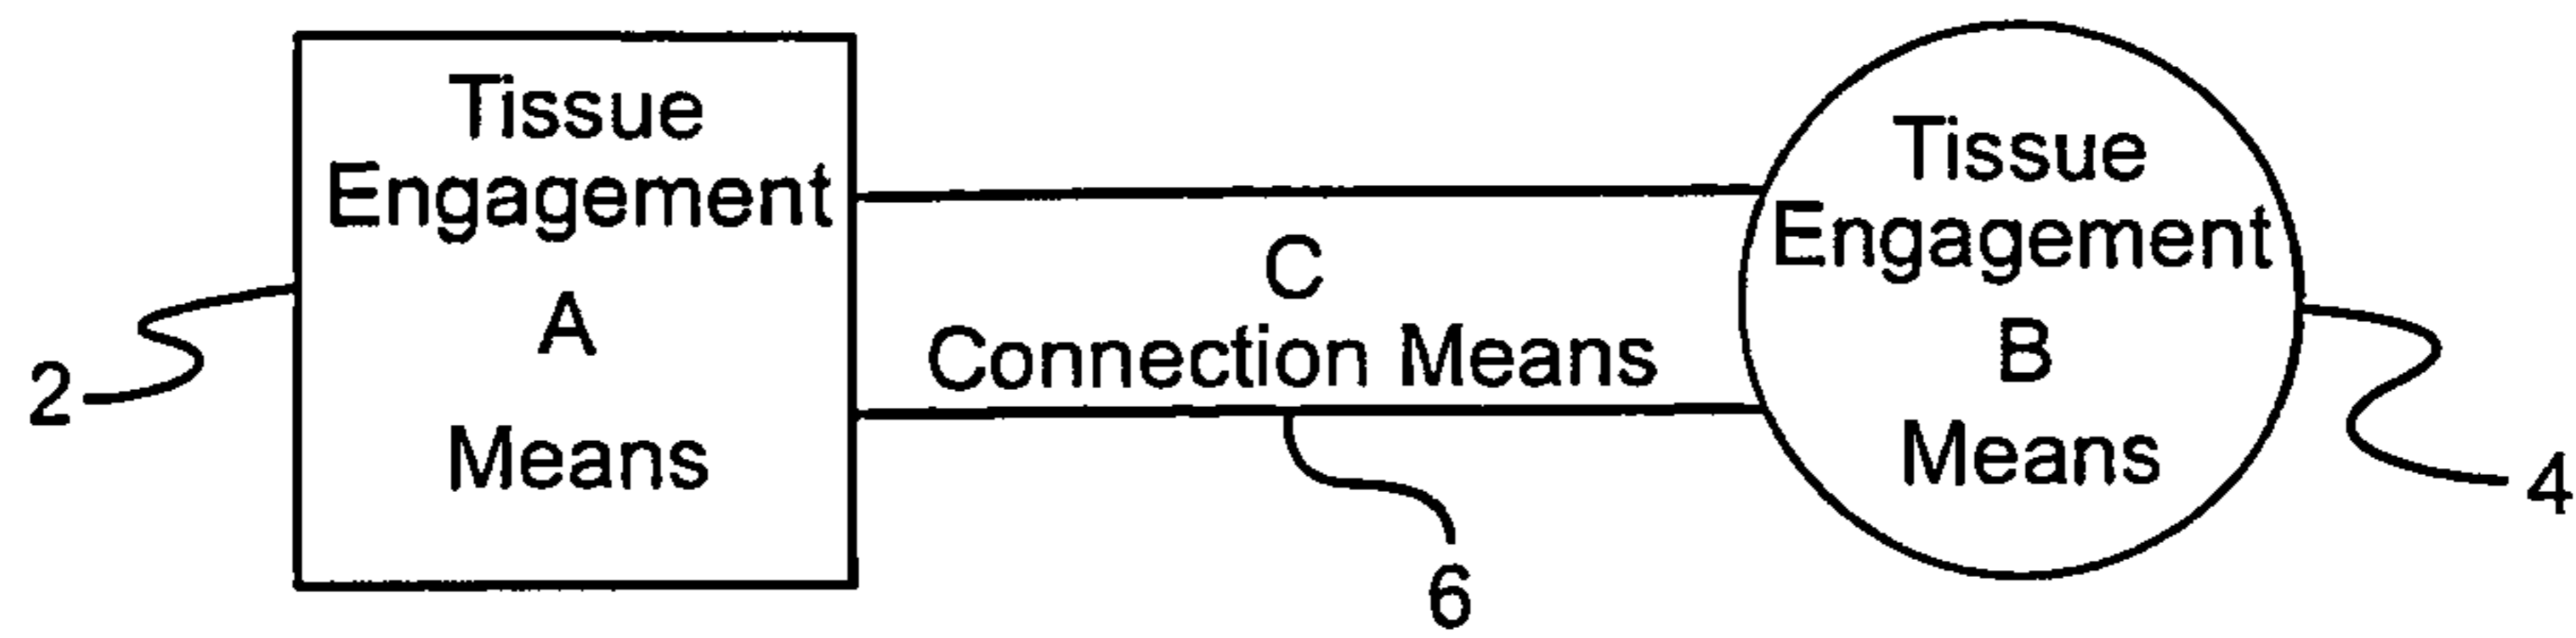 Tissue
Engagement
A
Means
C
Connection Means
Tissue
Engagement
B
Means
2
6
4